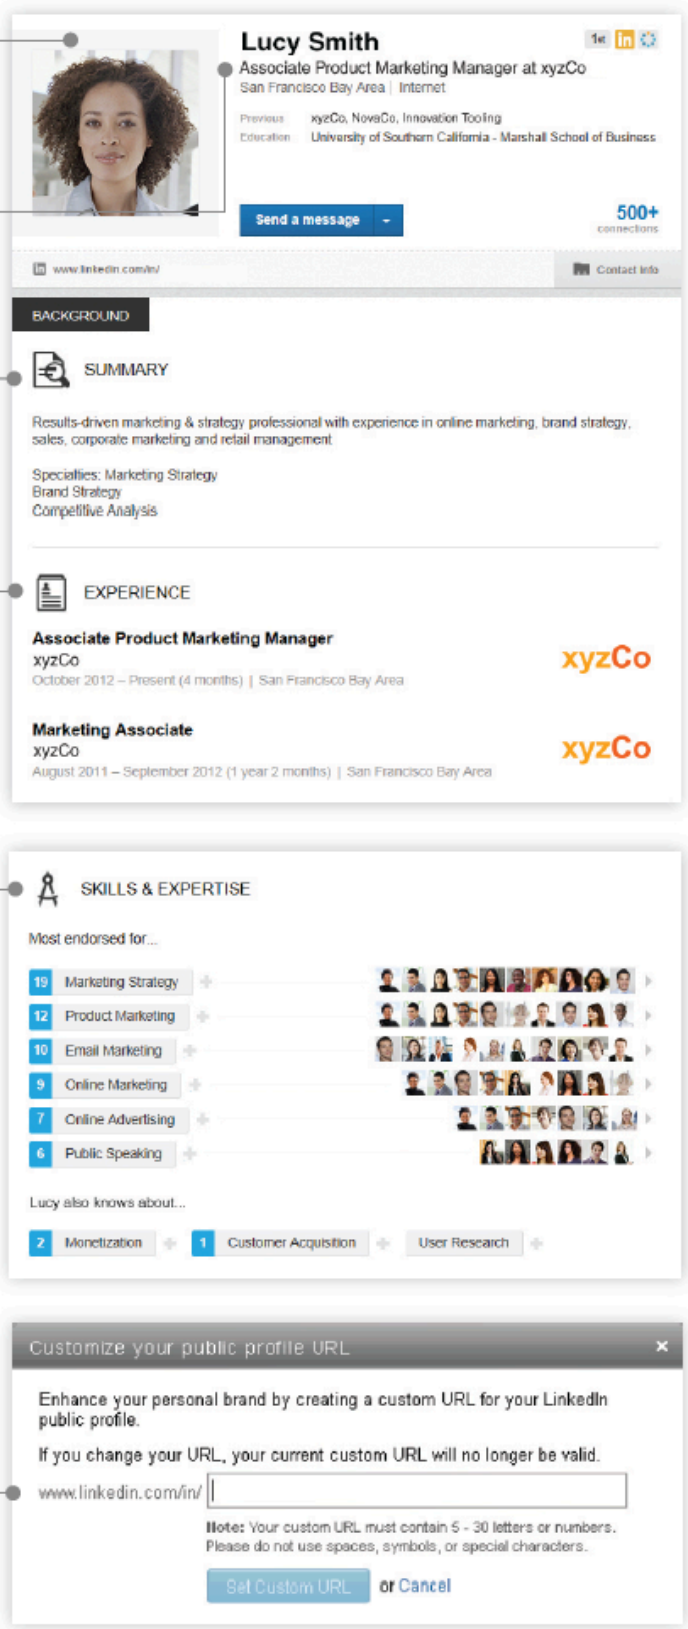 Lucy Smith
1st in
Associate Product Marketing Manager at xyzCo
San Francisco Bay Area | Internet
Previous xyzCo, NovaCo, Innovation Tooling
Education University of Southern California - Marshall School of Business
Send a message
500+
connections
in www.linkedin.com/in/
Contact Info
BACKGROUND
SUMMARY
Results-driven marketing & strategy professional with experience in online marketing, brand strategy,
sales, corporate marketing and retail management
Specialties: Marketing Strategy
Brand Strategy
Competitive Analysis
EXPERIENCE
Associate Product Marketing Manager
xyzCo
xyzCo
October 2012 – Present (4 months) | San Francisco Bay Area
Marketing Associate
xyzCo
xyzCo
August 2011 – September 2012 (1 year 2 months) | San Francisco Bay Area
SKILLS & EXPERTISE
Most endorsed for...
19 Marketing Strategy
12 Product Marketing
10 Email Marketing
9 Online Marketing
7 Online Advertising
6 Public Speaking
Lucy also knows about...
2 Monetization 1 Customer Acquisition User Research
Customize your public profile URL
Enhance your personal brand by creating a custom URL for your LinkedIn
public profile.
If you change your URL, your current custom URL will no longer be valid.
www.linkedin.com/in/
Note: Your custom URL must contain 5 - 30 letters or numbers.
Please do not use spaces, symbols, or special characters.
Set Custom URL or Cancel